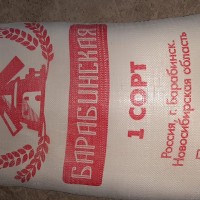 БАРАБИНСКАЯ
1 СОРТ
Россия, г. Барабинск.
Новосибирская область